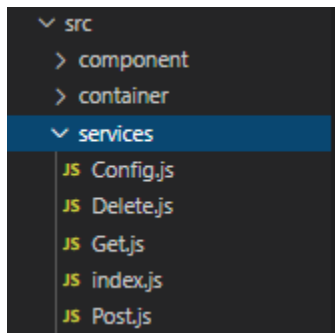 src
component
container
services
JS Config.js
JS Delete.js
JS Get.js
JS index.js
JS Post.js